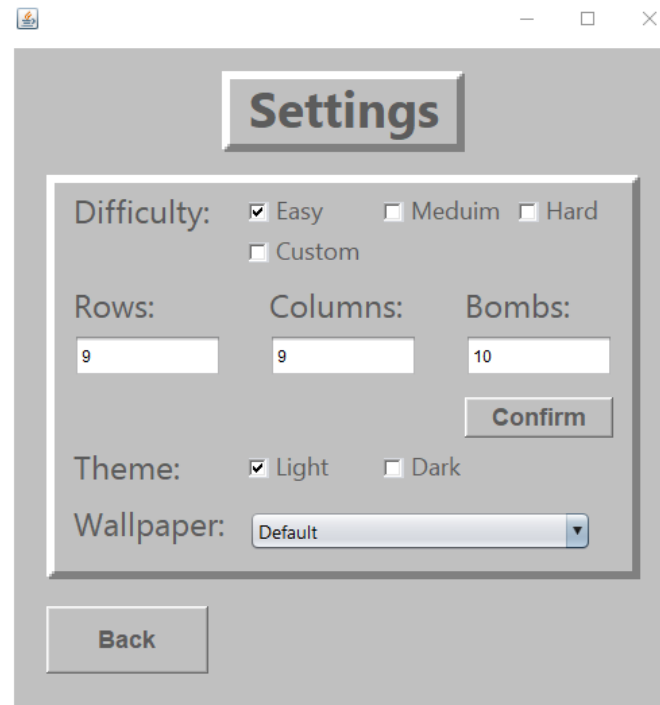 Settings
Difficulty: Easy Meduim Hard
Custom
Rows: Columns: Bombs:
9 9 10
Confirm
Theme: Light Dark
Wallpaper: Default
Back